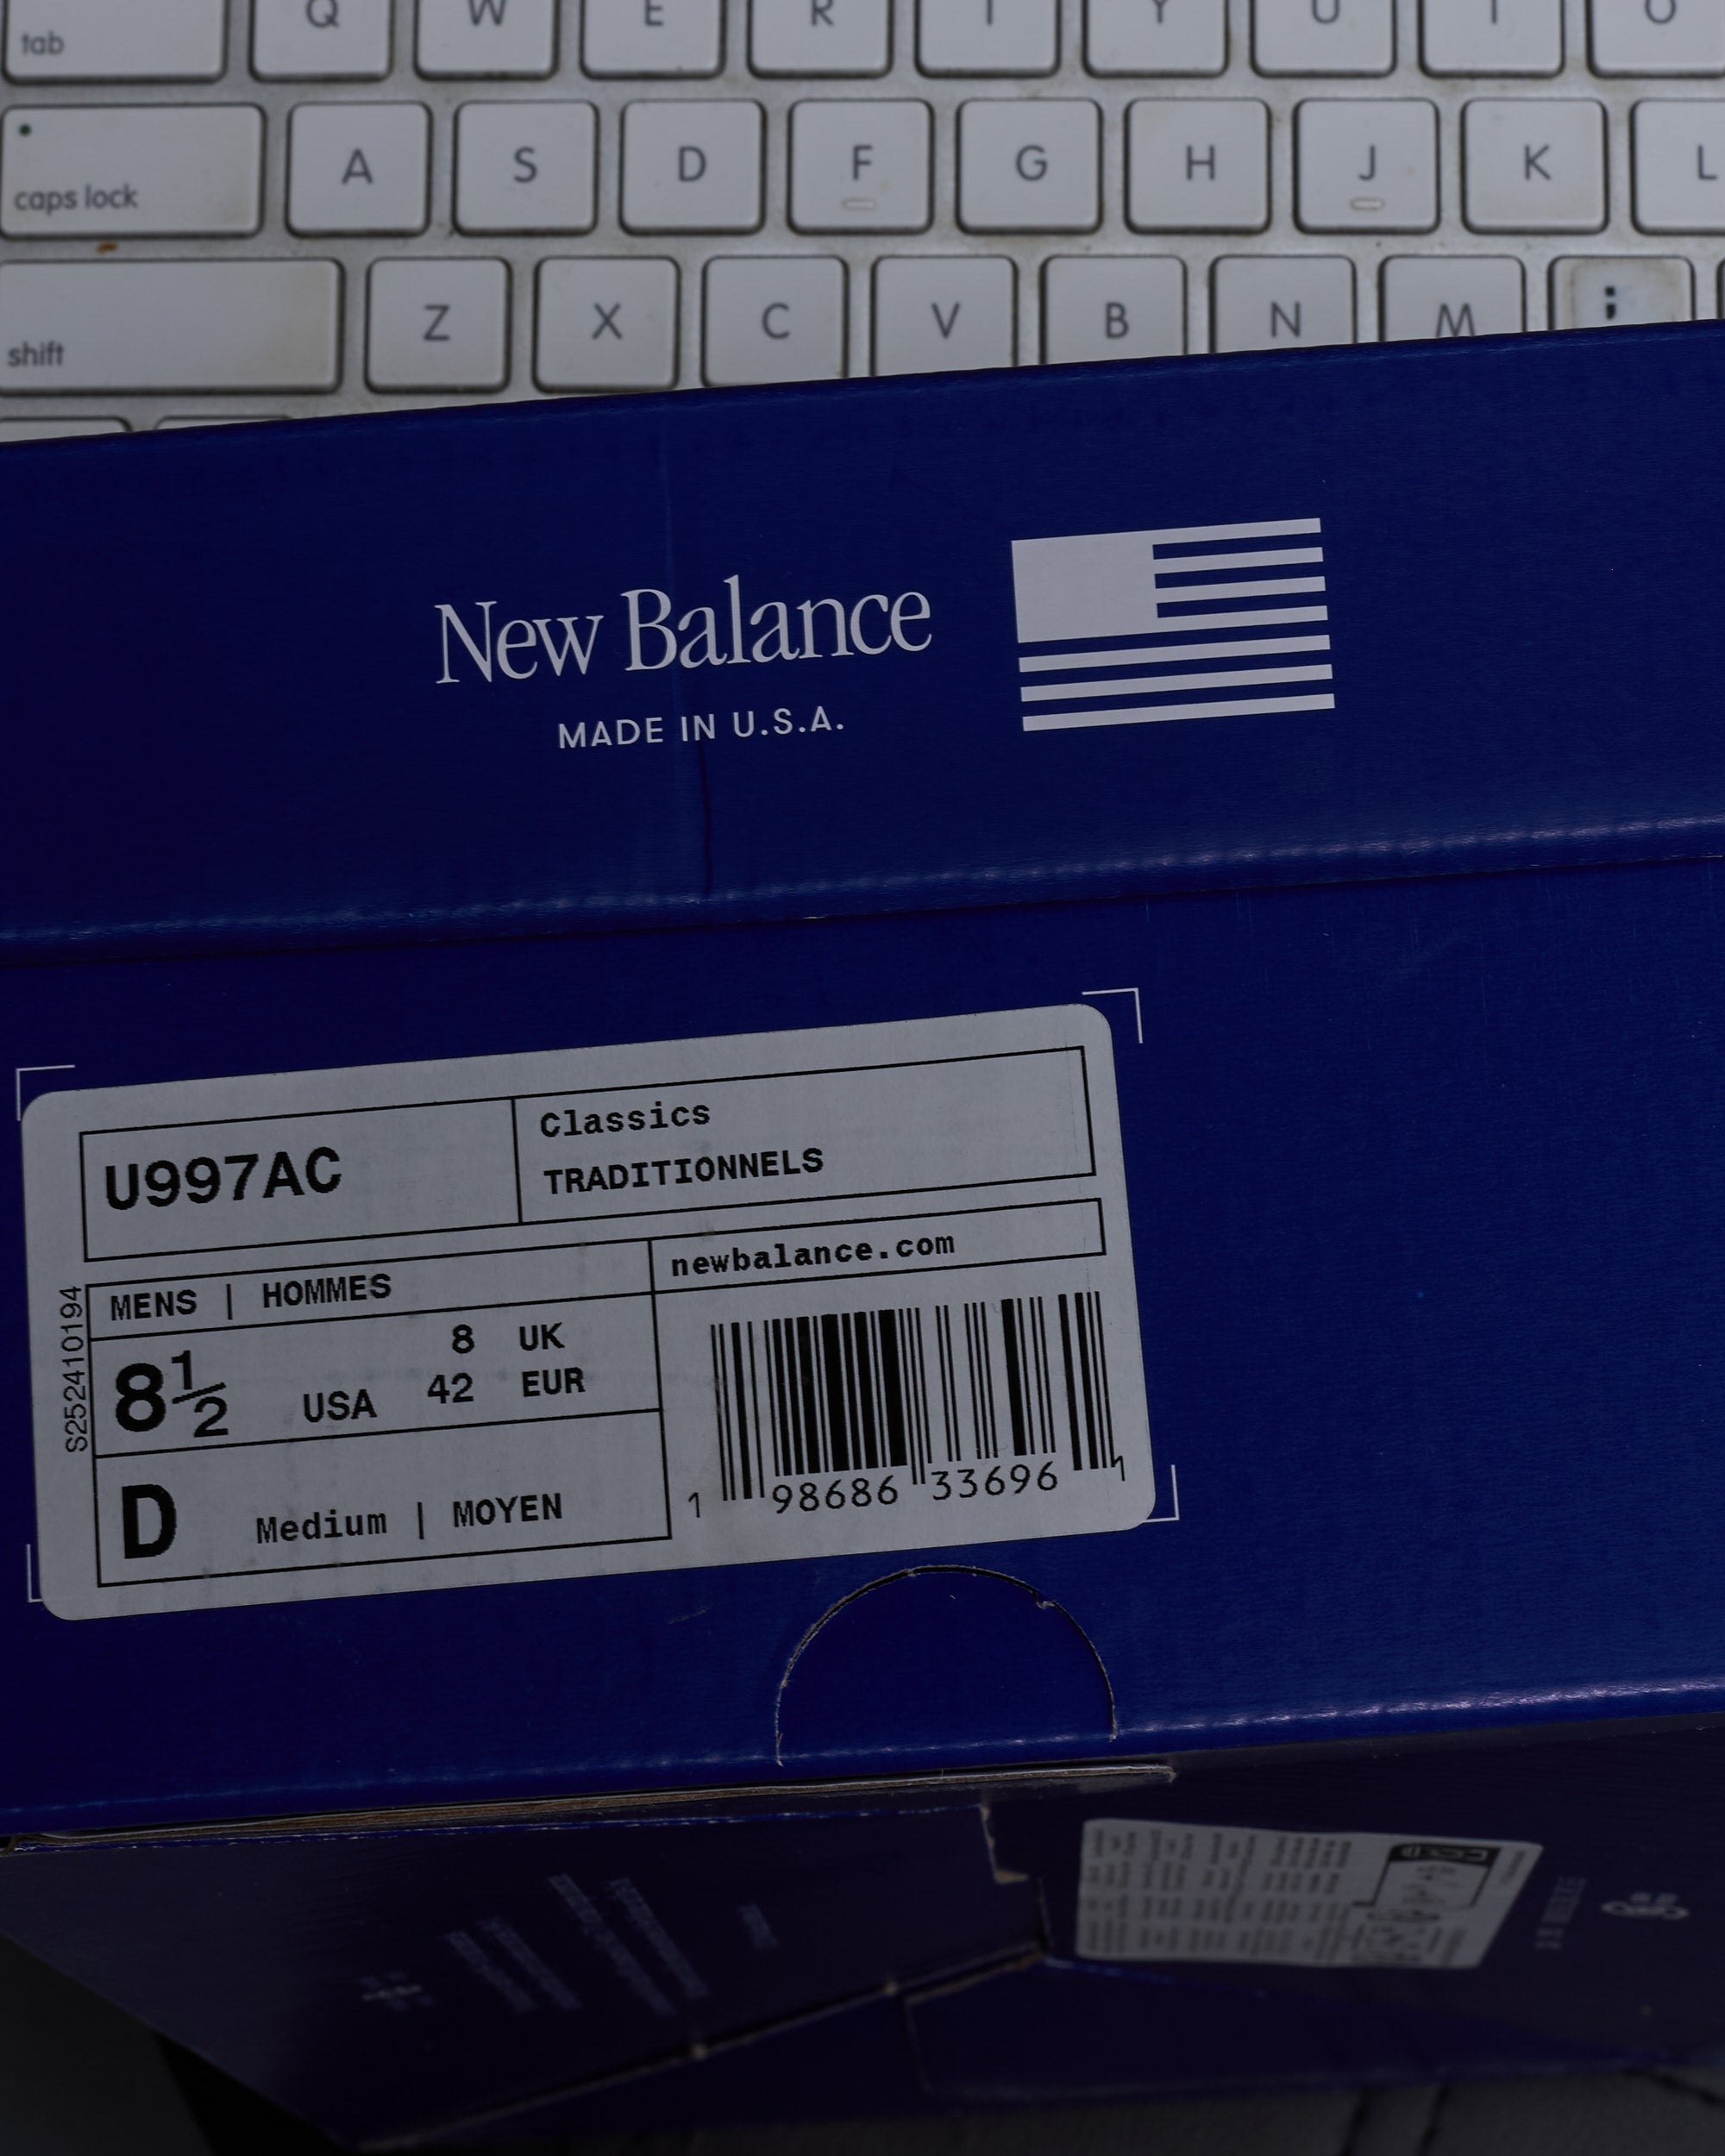 Q W E R T Y U I O
tab
caps lock A S D F G H J K L
shift Z X C V B N M ;
New Balance
MADE IN U.S.A.
U997AC
Classics
TRADITIONNELS
MENS | HOMMES
newbalance.com
8½ USA
8 UK
42 EUR
D Medium | MOYEN
S252410194
1 98686 33696 1